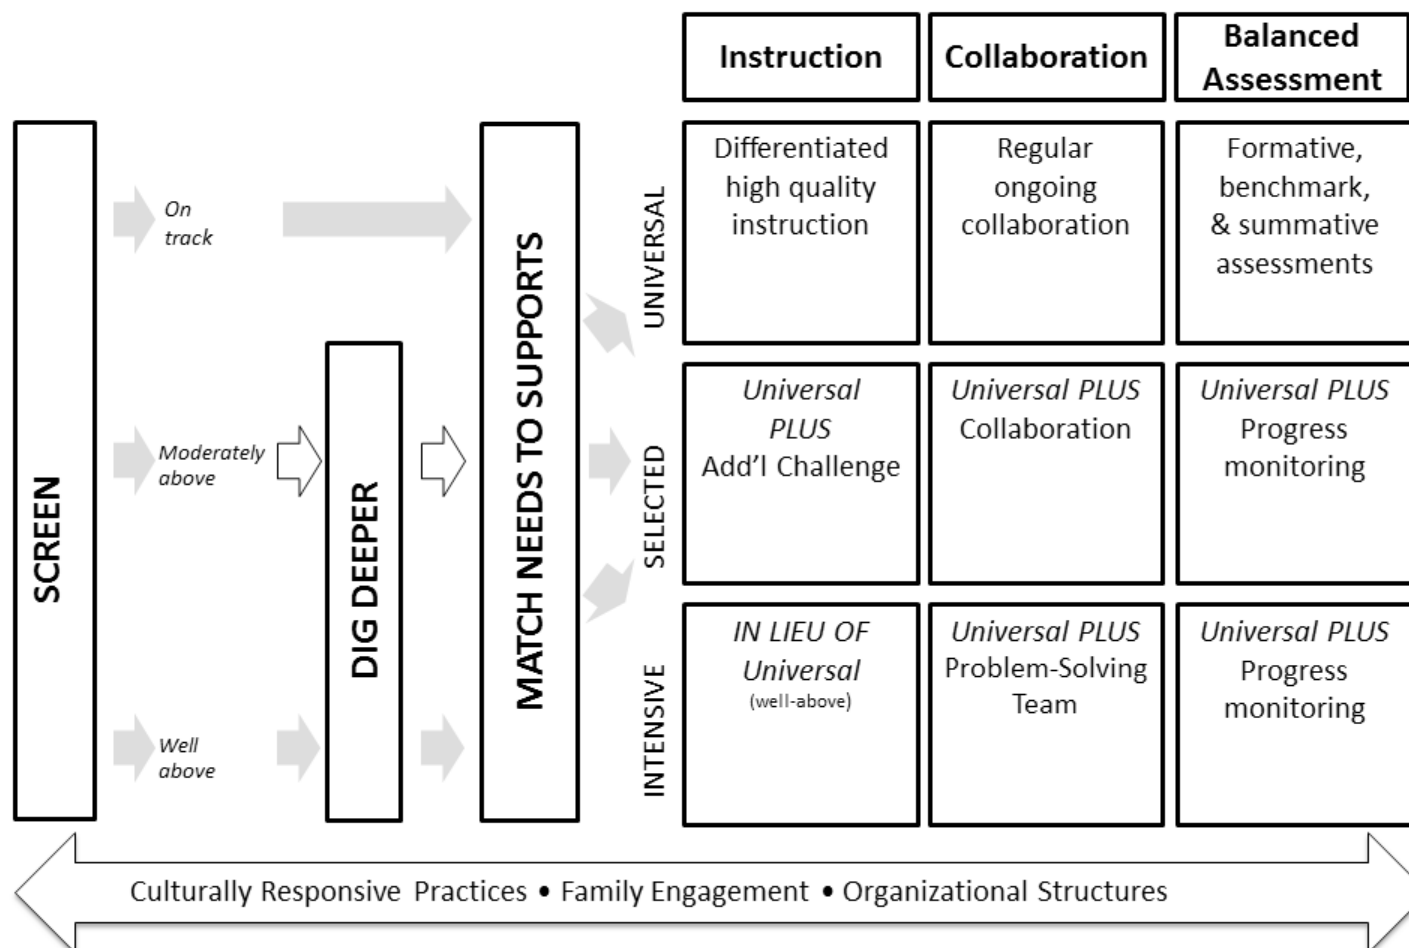 Instruction
Collaboration
Balanced
Assessment
SCREEN
On
track
Moderately
above
Well
above
DIG DEEPER
MATCH NEEDS TO SUPPORTS
UNIVERSAL
Differentiated
high quality
instruction
Regular
ongoing
collaboration
Formative,
benchmark,
& summative
assessments
SELECTED
Universal
PLUS
Add'l Challenge
Universal PLUS
Collaboration
Universal PLUS
Progress
monitoring
INTENSIVE
IN LIEU OF
Universal
(well-above)
Universal PLUS
Problem-Solving
Team
Universal PLUS
Progress
monitoring
Culturally Responsive Practices • Family Engagement • Organizational Structures